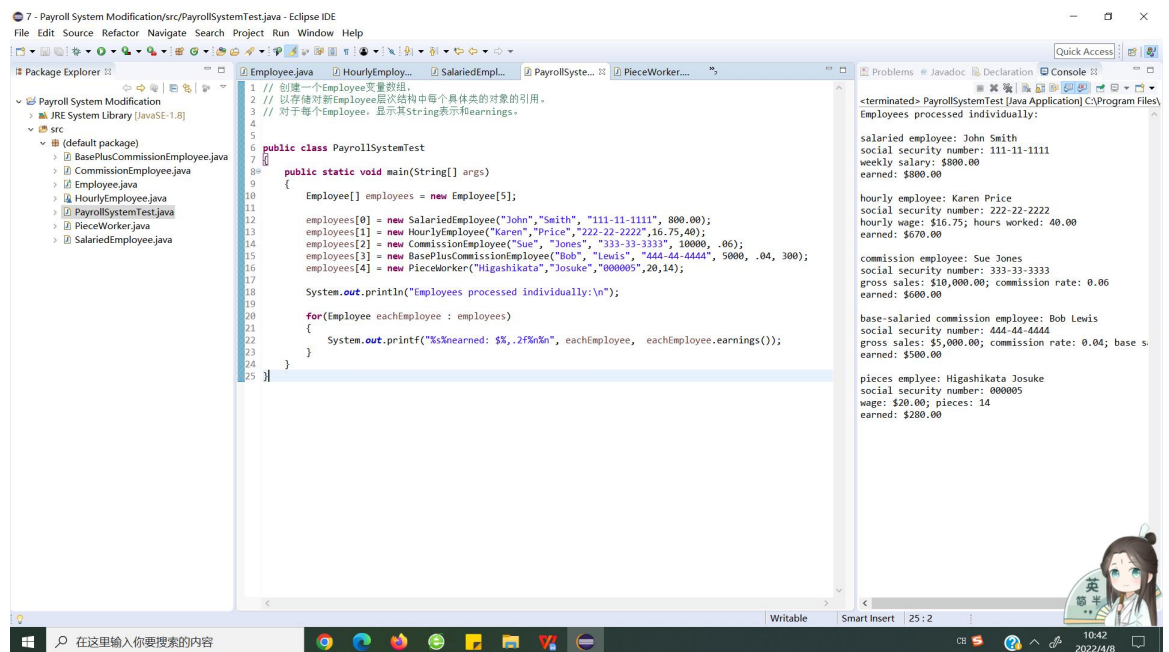 7 - Payroll System Modification/src/PayrollSystemTest.java - Eclipse IDE
File Edit Source Refactor Navigate Search Project Run Window Help
Quick Access
Package Explorer
Payroll System Modification
JRE System Library [JavaSE-1.8]
src
(default package)
BasePlusCommissionEmployee.java
CommissionEmployee.java
Employee.java
HourlyEmployee.java
PayrollSystemTest.java
PieceWorker.java
SalariedEmployee.java
Employee.java HourlyEmploy... SalariedEmpl... PayrollSyste... PieceWorker....
1 // 创建一个Employee变量数组,
2 // 以存储对新Employee层次结构中每个具体类的对象的引用。
3 // 对于每个Employee，显示其String表示和earnings。
4
5
6 public class PayrollSystemTest
7 {
8 public static void main(String[] args)
9 {
10 Employee[] employees = new Employee[5];
11
12 employees[0] = new SalariedEmployee("John","Smith", "111-11-1111", 800.00);
13 employees[1] = new HourlyEmployee("Karen","Price","222-22-2222",16.75,40);
14 employees[2] = new CommissionEmployee("Sue", "Jones", "333-33-3333", 10000, .06);
15 employees[3] = new BasePlusCommissionEmployee("Bob", "Lewis", "444-44-4444", 5000, .04, 300);
16 employees[4] = new PieceWorker("Higashikata","Josuke","000005",20,14);
17
18 System.out.println("Employees processed individually:\n");
19
20 for(Employee eachEmployee : employees)
21 {
22 System.out.printf("%s%nearned: $%,.2f%n%n", eachEmployee, eachEmployee.earnings());
23 }
24 }
25 }
Problems Javadoc Declaration Console
<terminated> PayrollSystemTest [Java Application] C:\Program Files\
Employees processed individually:
salaried employee: John Smith
social security number: 111-11-1111
weekly salary: $800.00
earned: $800.00
hourly employee: Karen Price
social security number: 222-22-2222
hourly wage: $16.75; hours worked: 40.00
earned: $670.00
commission employee: Sue Jones
social security number: 333-33-3333
gross sales: $10,000.00; commission rate: 0.06
earned: $600.00
base-salaried commission employee: Bob Lewis
social security number: 444-44-4444
gross sales: $5,000.00; commission rate: 0.04; base s
earned: $500.00
pieces emplyee: Higashikata Josuke
social security number: 000005
wage: $20.00; pieces: 14
earned: $280.00
英
简 半
Writable Smart Insert 25 : 2
在这里输入你要搜索的内容
CH
10:42
2022/4/8